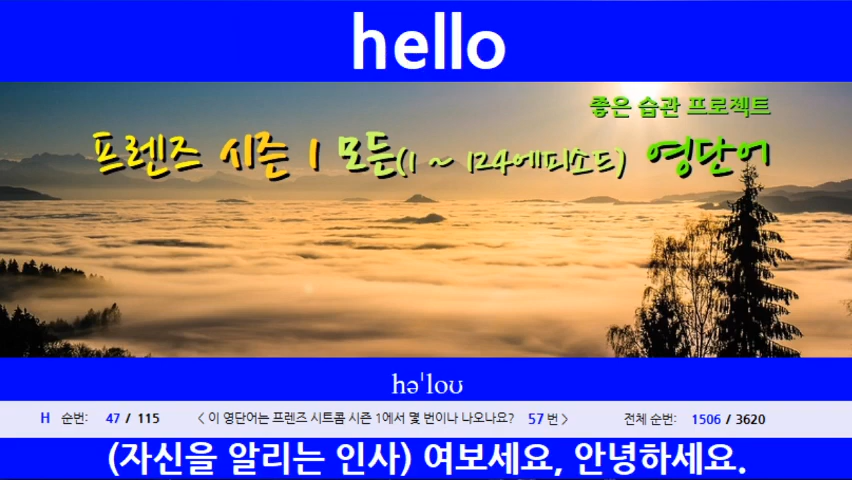 hello
좋은 습관 프로젝트
프렌즈 시즌 1 모든(1 ~ 124에피소드) 영단어
həˈloʊ
H 순번: 47 / 115 < 이 영단어는 프렌즈 시트콤 시즌 1에서 몇 번이나 나오나요? 57 번 > 전체 순번: 1506 / 3620
(자신을 알리는 인사) 여보세요, 안녕하세요.